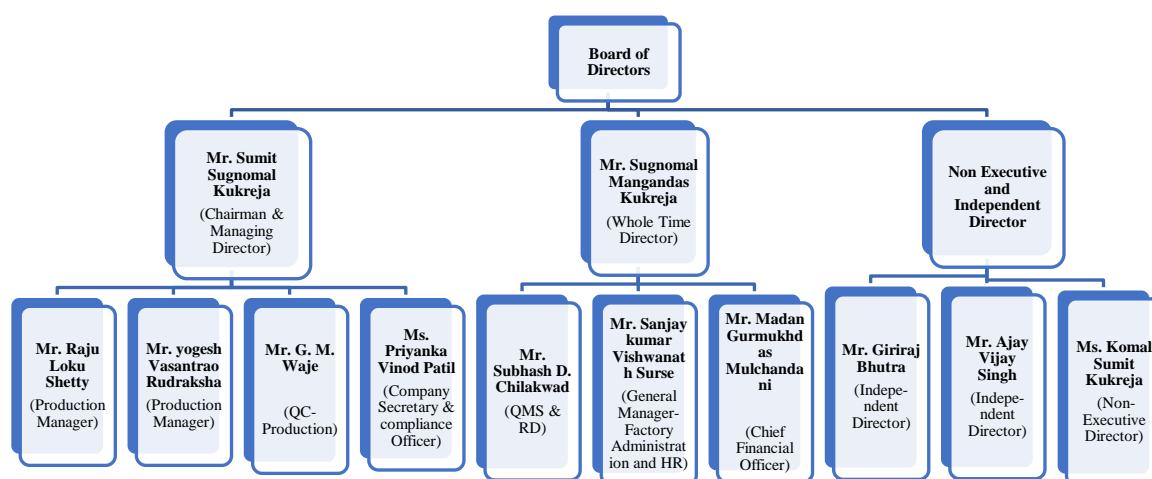 Board of
Directors
Mr. Sumit
Sugnomal
Kukreja
(Chairman &
Managing
Director)
Mr. Sugnomal
Mangandas
Kukreja
(Whole Time
Director)
Non Executive
and
Independent
Director
Mr. Raju
Loku
Shetty
(Production
Manager)
Mr. yogesh
Vasantrao
Rudraksha
(Production
Manager)
Mr. G. M.
Waje
(QC-
Production)
Ms.
Priyanka
Vinod Patil
(Company
Secretary &
compliance
Officer)
Mr.
Subhash D.
Chilakwad
(QMS &
RD)
Mr. Sanjay
kumar
Vishwanat
h Surse
(General
Manager-
Factory
Administrat
ion and HR)
Mr. Madan
Gurmukhd
as
Mulchanda
ni
(Chief
Financial
Officer)
Mr. Giriraj
Bhutra
(Indepen-
dent
Director)
Mr. Ajay
Vijay
Singh
(Indepe-
ndent
Director)
Ms. Komal
Sumit
Kukreja
(Non-
Executive
Director)